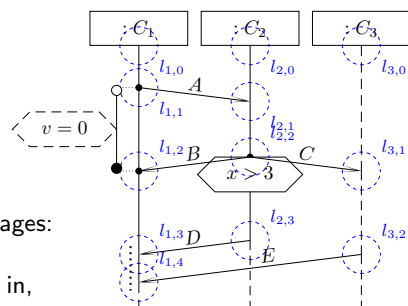 : C₁ : C₂ : C₃
l₁,₀ l₂,₀ l₃,₀
A
l₁,₁ l₂,₁
v = 0 l₂,₂
l₁,₂ B C l₃,₁
x > 3
ages:
l₁,₃ D l₂,₃ l₃,₂
l₁,₄ E
in,